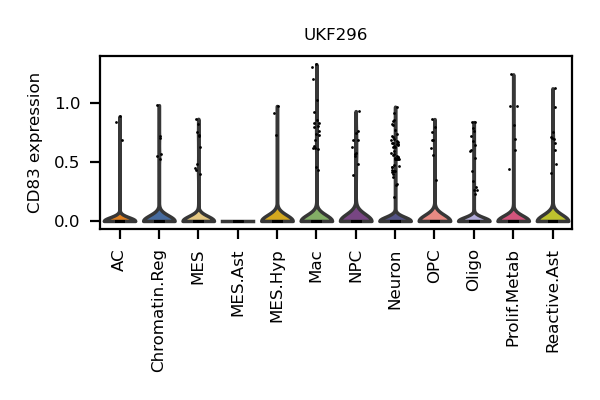 UKF296
CD83 expression
1.0
0.5
0.0
AC
Chromatin.Reg
MES
MES.Ast
MES.Hyp
Mac
NPC
Neuron
OPC
Oligo
Prolif.Metab
Reactive.Ast